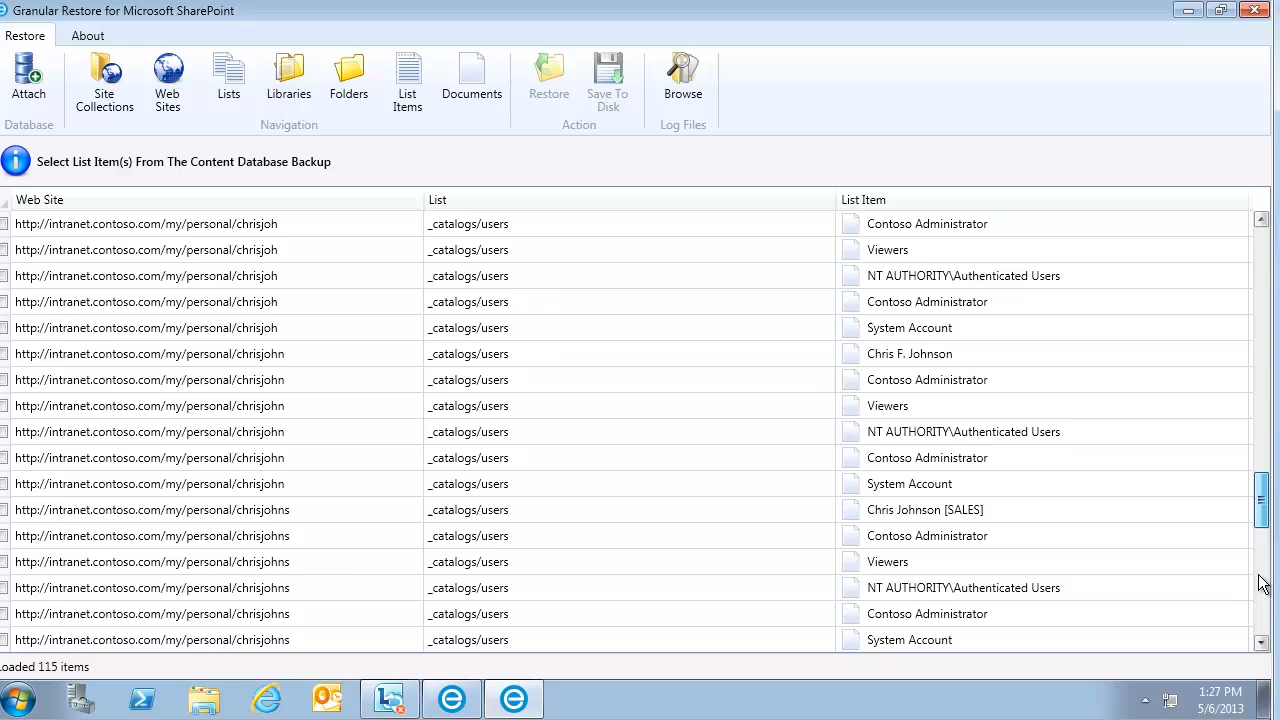 Granular Restore for Microsoft SharePoint
Restore About
Attach Site Collections Web Sites Lists Libraries Folders List Items Documents Restore Save To Disk Browse
Database Navigation Action Log Files
Select List Item(s) From The Content Database Backup
Web Site List List Item
http://intranet.contoso.com/my/personal/chrisjoh _catalogs/users Contoso Administrator
http://intranet.contoso.com/my/personal/chrisjoh _catalogs/users Viewers
http://intranet.contoso.com/my/personal/chrisjoh _catalogs/users NT AUTHORITY\Authenticated Users
http://intranet.contoso.com/my/personal/chrisjoh _catalogs/users Contoso Administrator
http://intranet.contoso.com/my/personal/chrisjoh _catalogs/users System Account
http://intranet.contoso.com/my/personal/chrisjohn _catalogs/users Chris F. Johnson
http://intranet.contoso.com/my/personal/chrisjohn _catalogs/users Contoso Administrator
http://intranet.contoso.com/my/personal/chrisjohn _catalogs/users Viewers
http://intranet.contoso.com/my/personal/chrisjohn _catalogs/users NT AUTHORITY\Authenticated Users
http://intranet.contoso.com/my/personal/chrisjohn _catalogs/users Contoso Administrator
http://intranet.contoso.com/my/personal/chrisjohn _catalogs/users System Account
http://intranet.contoso.com/my/personal/chrisjohns _catalogs/users Chris Johnson [SALES]
http://intranet.contoso.com/my/personal/chrisjohns _catalogs/users Contoso Administrator
http://intranet.contoso.com/my/personal/chrisjohns _catalogs/users Viewers
http://intranet.contoso.com/my/personal/chrisjohns _catalogs/users NT AUTHORITY\Authenticated Users
http://intranet.contoso.com/my/personal/chrisjohns _catalogs/users Contoso Administrator
http://intranet.contoso.com/my/personal/chrisjohns _catalogs/users System Account
oaded 115 items
1:27 PM
5/6/2013